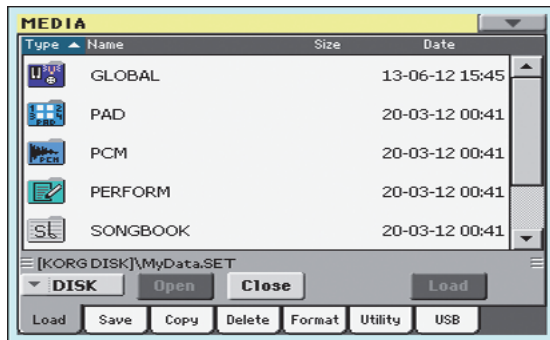 MEDIA
Type Name Size Date
GLOBAL 13-06-12 15:45
PAD 20-03-12 00:41
PCM 20-03-12 00:41
PERFORM 20-03-12 00:41
SONGBOOK 20-03-12 00:41
[KORG DISK]\MyData.SET
DISK Open Close Load
Load Save Copy Delete Format Utility USB